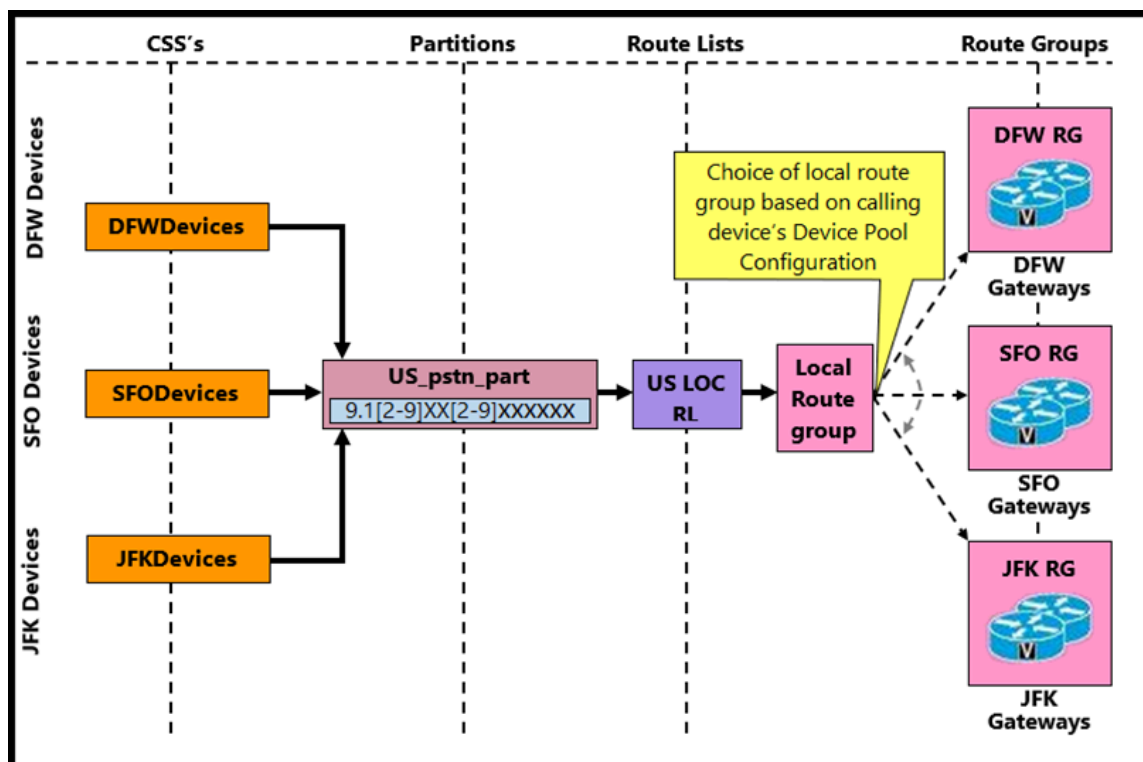 CSS's
Partitions
Route Lists
Route Groups
DFW Devices
SFO Devices
JFK Devices
DFWDevices
SFODevices
JFKDevices
US_pstn_part
9.1[2-9]XX[2-9]XXXXXX
US LOC
RL
Local
Route
group
Choice of local route
group based on calling
device's Device Pool
Configuration
DFW RG
V
DFW
Gateways
SFO RG
V
SFO
Gateways
JFK RG
V
JFK
Gateways